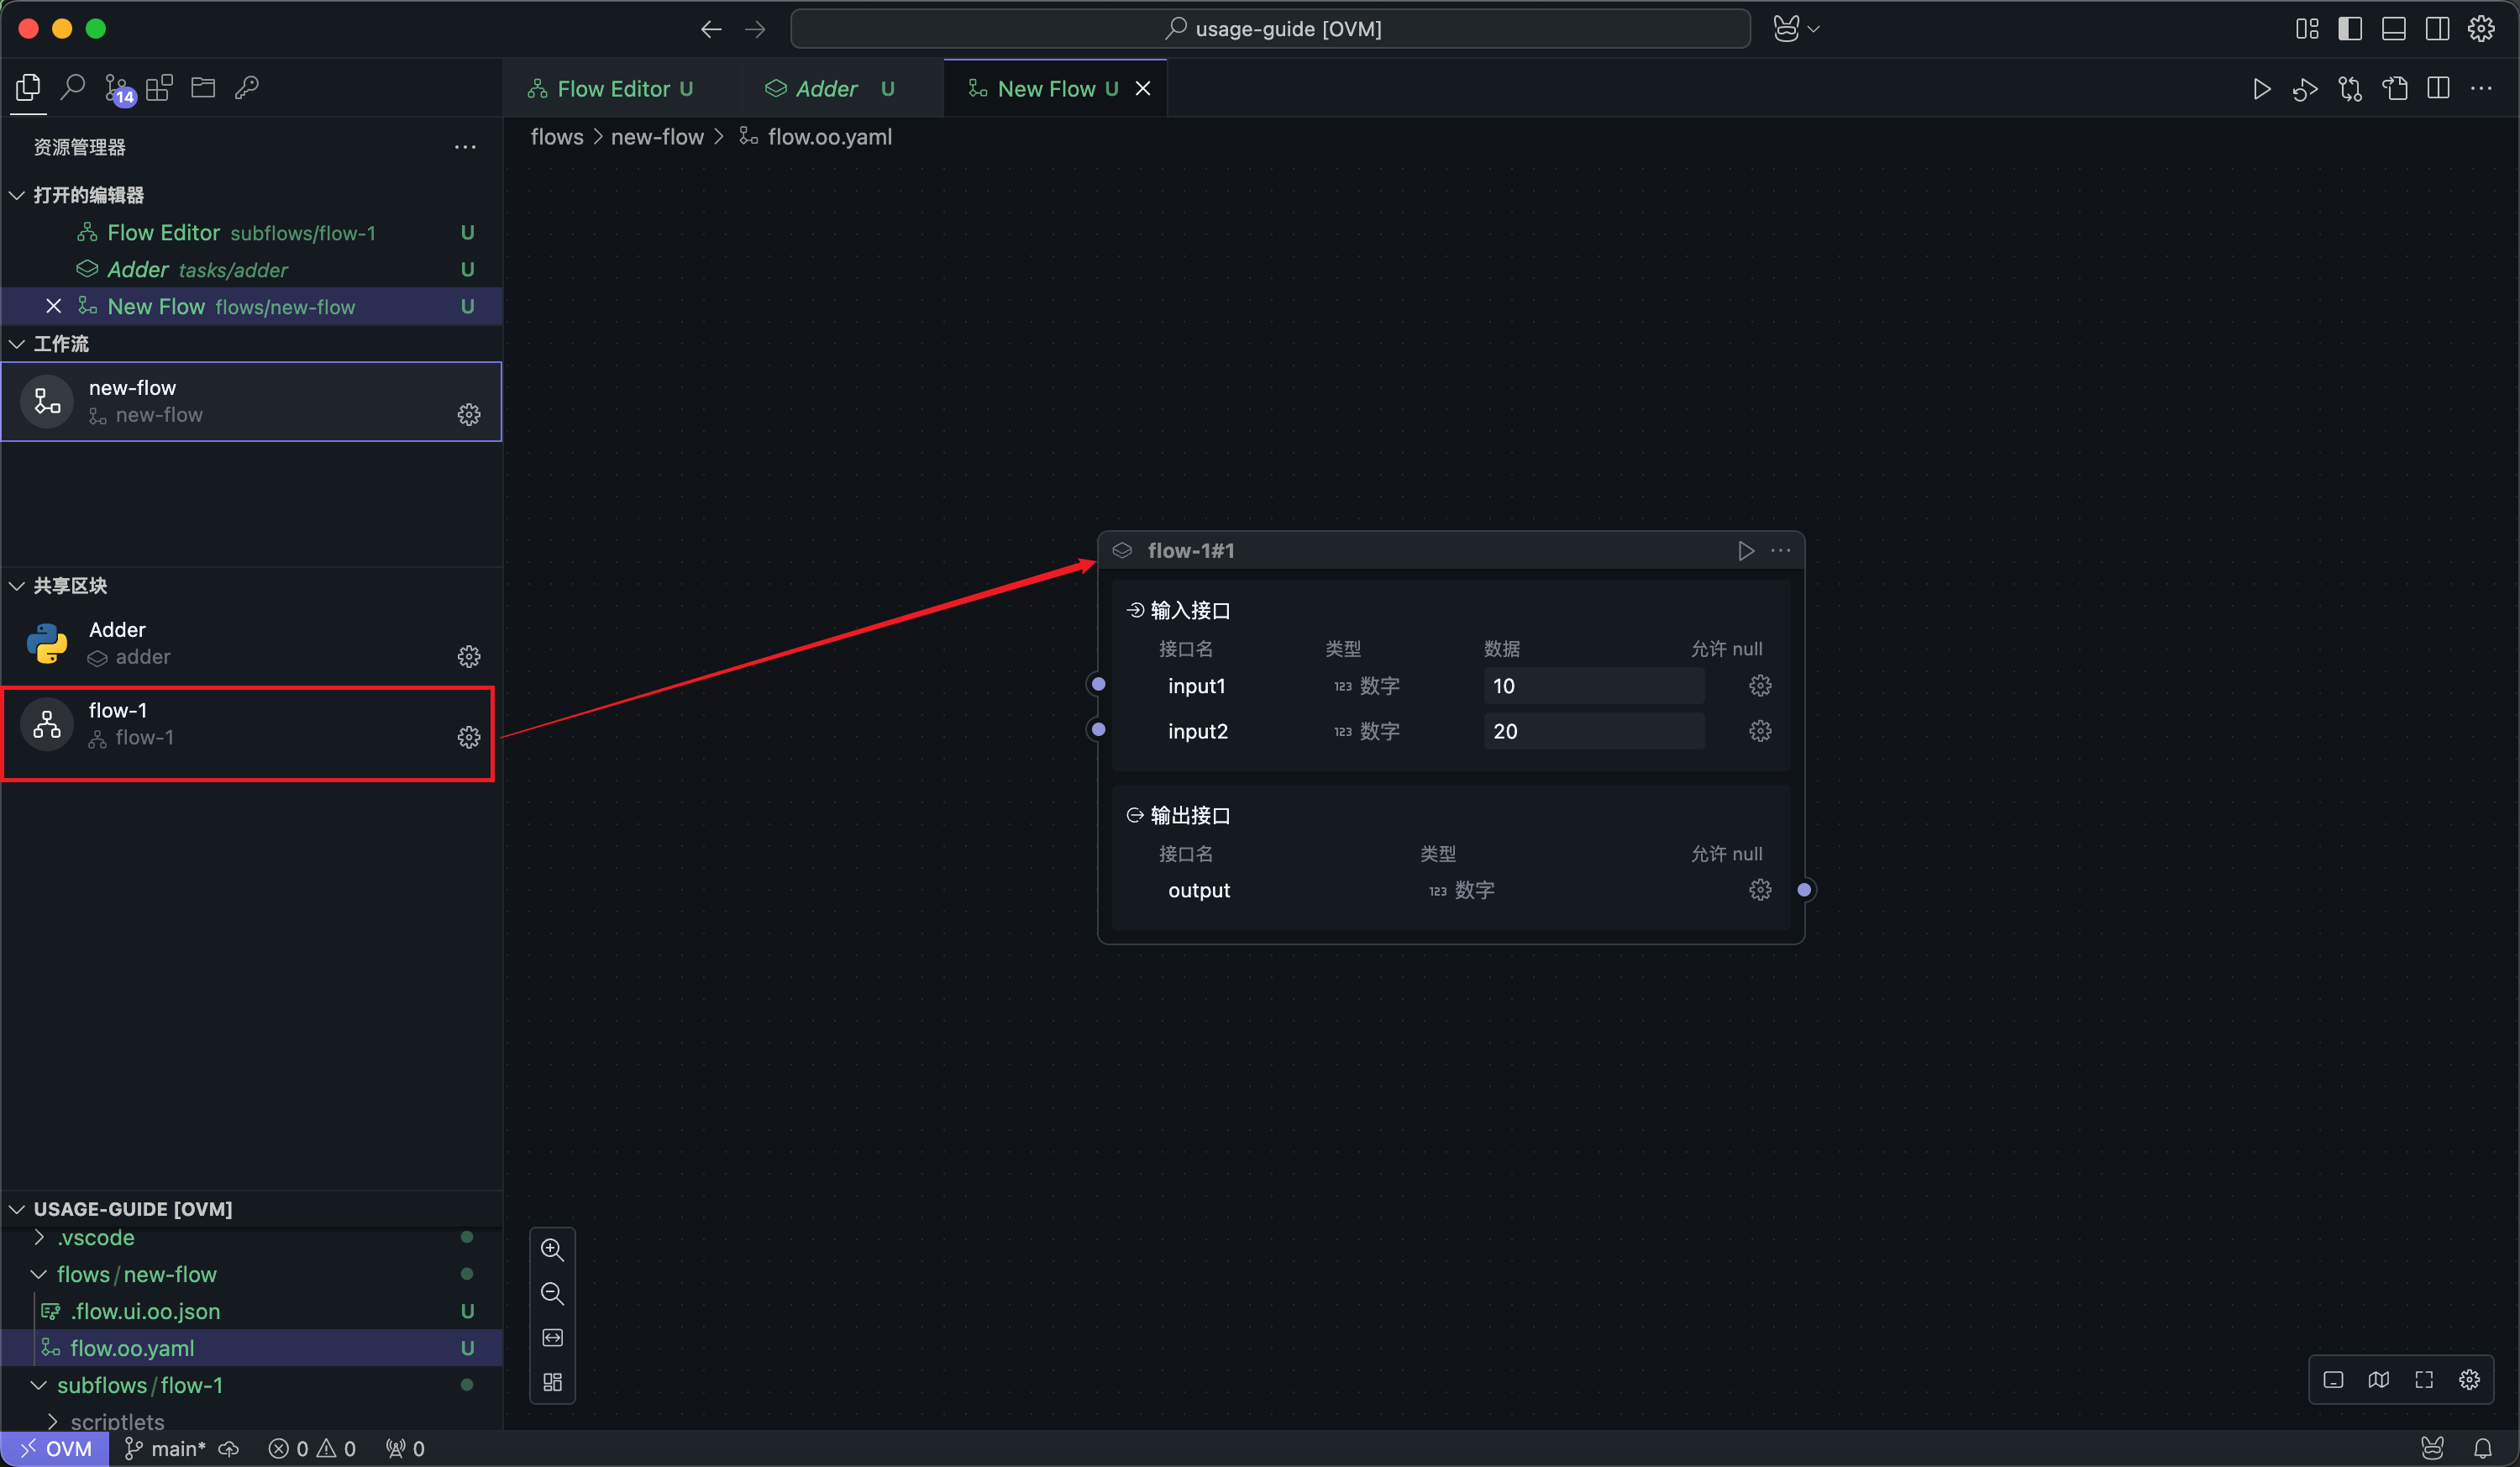 usage-guide [OVM]
14
Flow Editor U
Adder U
New Flow U
资源管理器
flows > new-flow > flow.oo.yaml
打开的编辑器
Flow Editor subflows/flow-1 U
Adder tasks/adder U
New Flow flows/new-flow U
工作流
new-flow
new-flow
共享区块
Adder
adder
flow-1
flow-1
flow-1#1
输入接口
接口名 类型 数据 允许 null
input1 123 数字 10
input2 123 数字 20
输出接口
接口名 类型 允许 null
output 123 数字
USAGE-GUIDE [OVM]
.vscode
flows/new-flow
.flow.ui.oo.json U
flow.oo.yaml U
subflows/flow-1
scriptlets
OVM main* 0 0 0